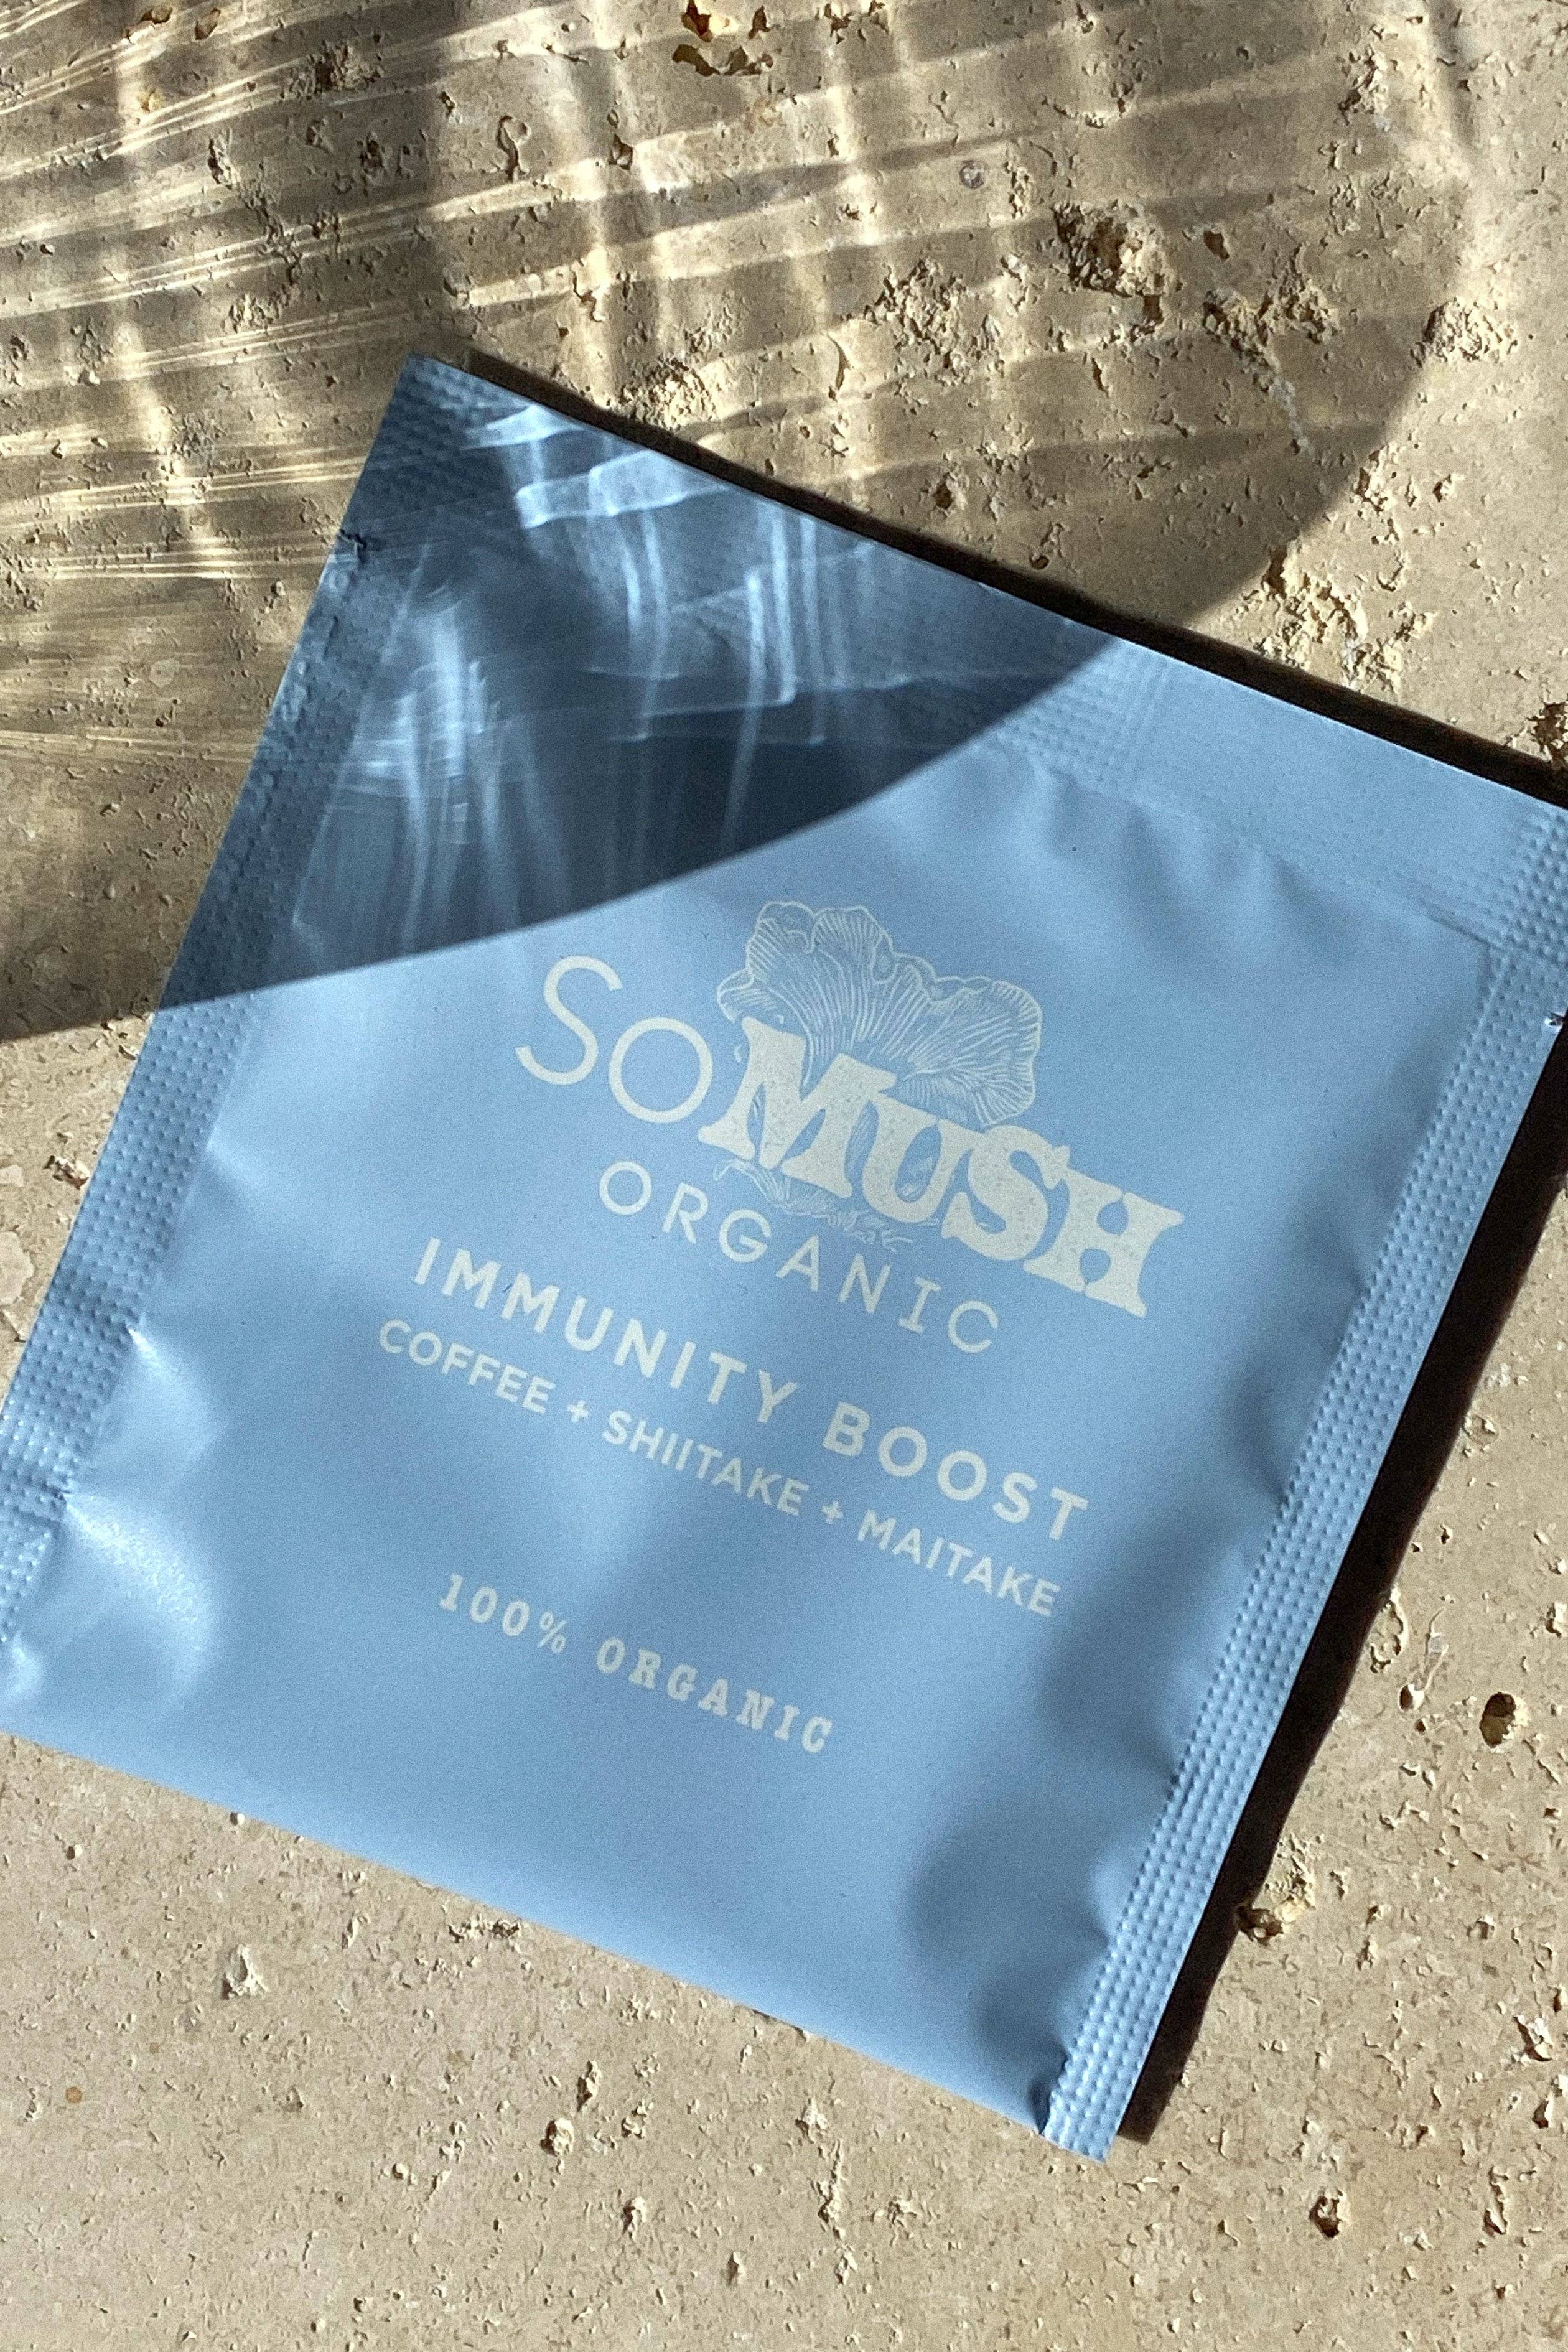 SoMUSH
ORGANIC
IMMUNITY BOOST
COFFEE + SHIITAKE + MAITAKE
100% ORGANIC